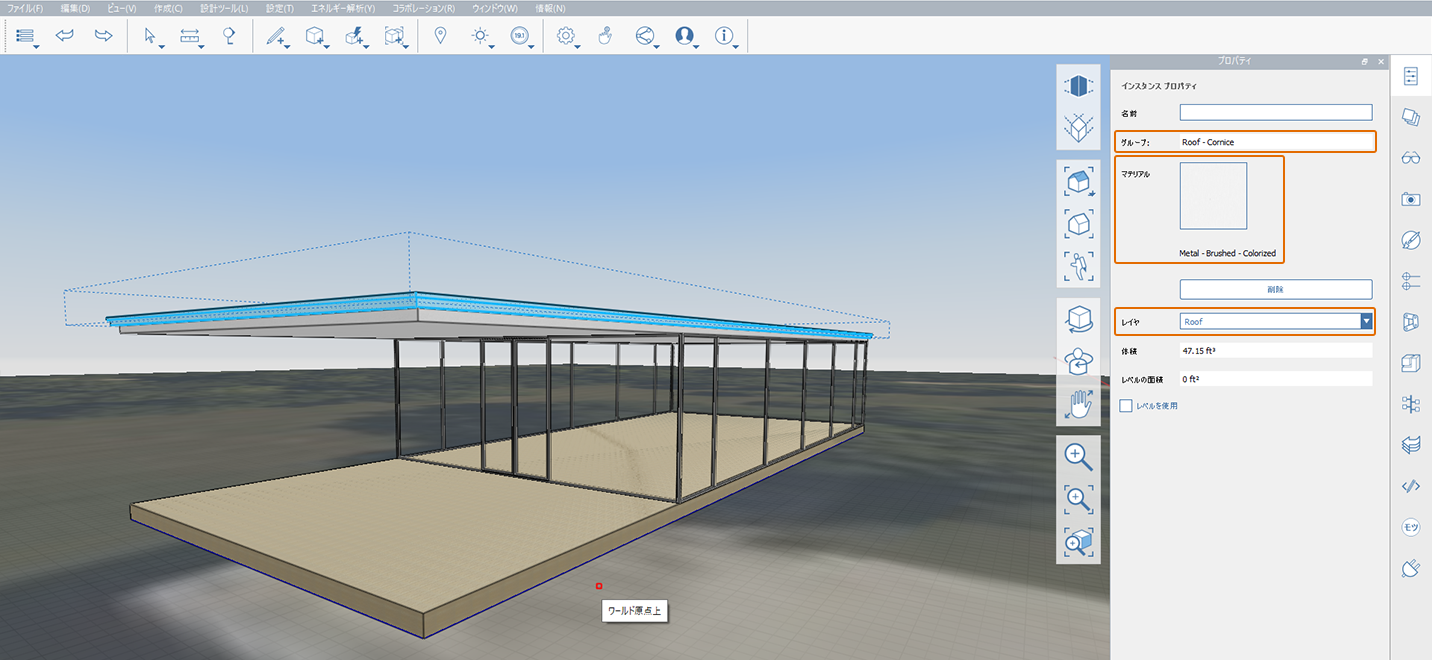 ファイル(F) 編集(D) ビュー(V) 作成(C) 設計ツール(L) 設定(T) エネルギー解析(Y) コラボレーション(R) ウィンドウ(W) 情報(N)
19.1
プロパティ
インスタンス プロパティ
名前
グループ: Roof - Cornice
マテリアル
Metal - Brushed - Colorized
削除
レイヤ Roof
体積 47.15 ft³
レベルの面積 0 ft²
レベルを使用
モツ
ワールド原点上